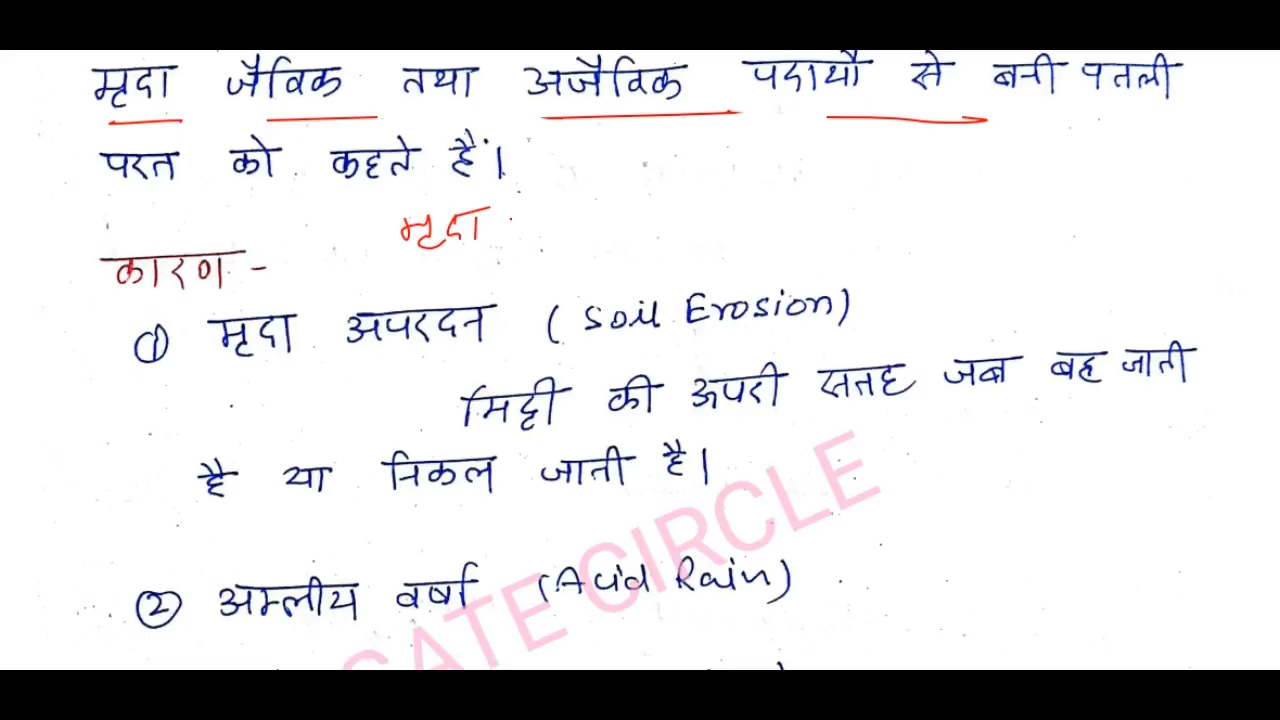 मृदा जैविक तथा अजैविक पदार्थों से बनी पतली
परत को कहते हैं।
मृदा
कारण -
① मृदा अपरदन (Soil Erosion)
मिट्टी की ऊपरी सतह जब बह जाती
है या निकल जाती है।
② अम्लीय वर्षा (Acid Rain)
GATE CIRCLE